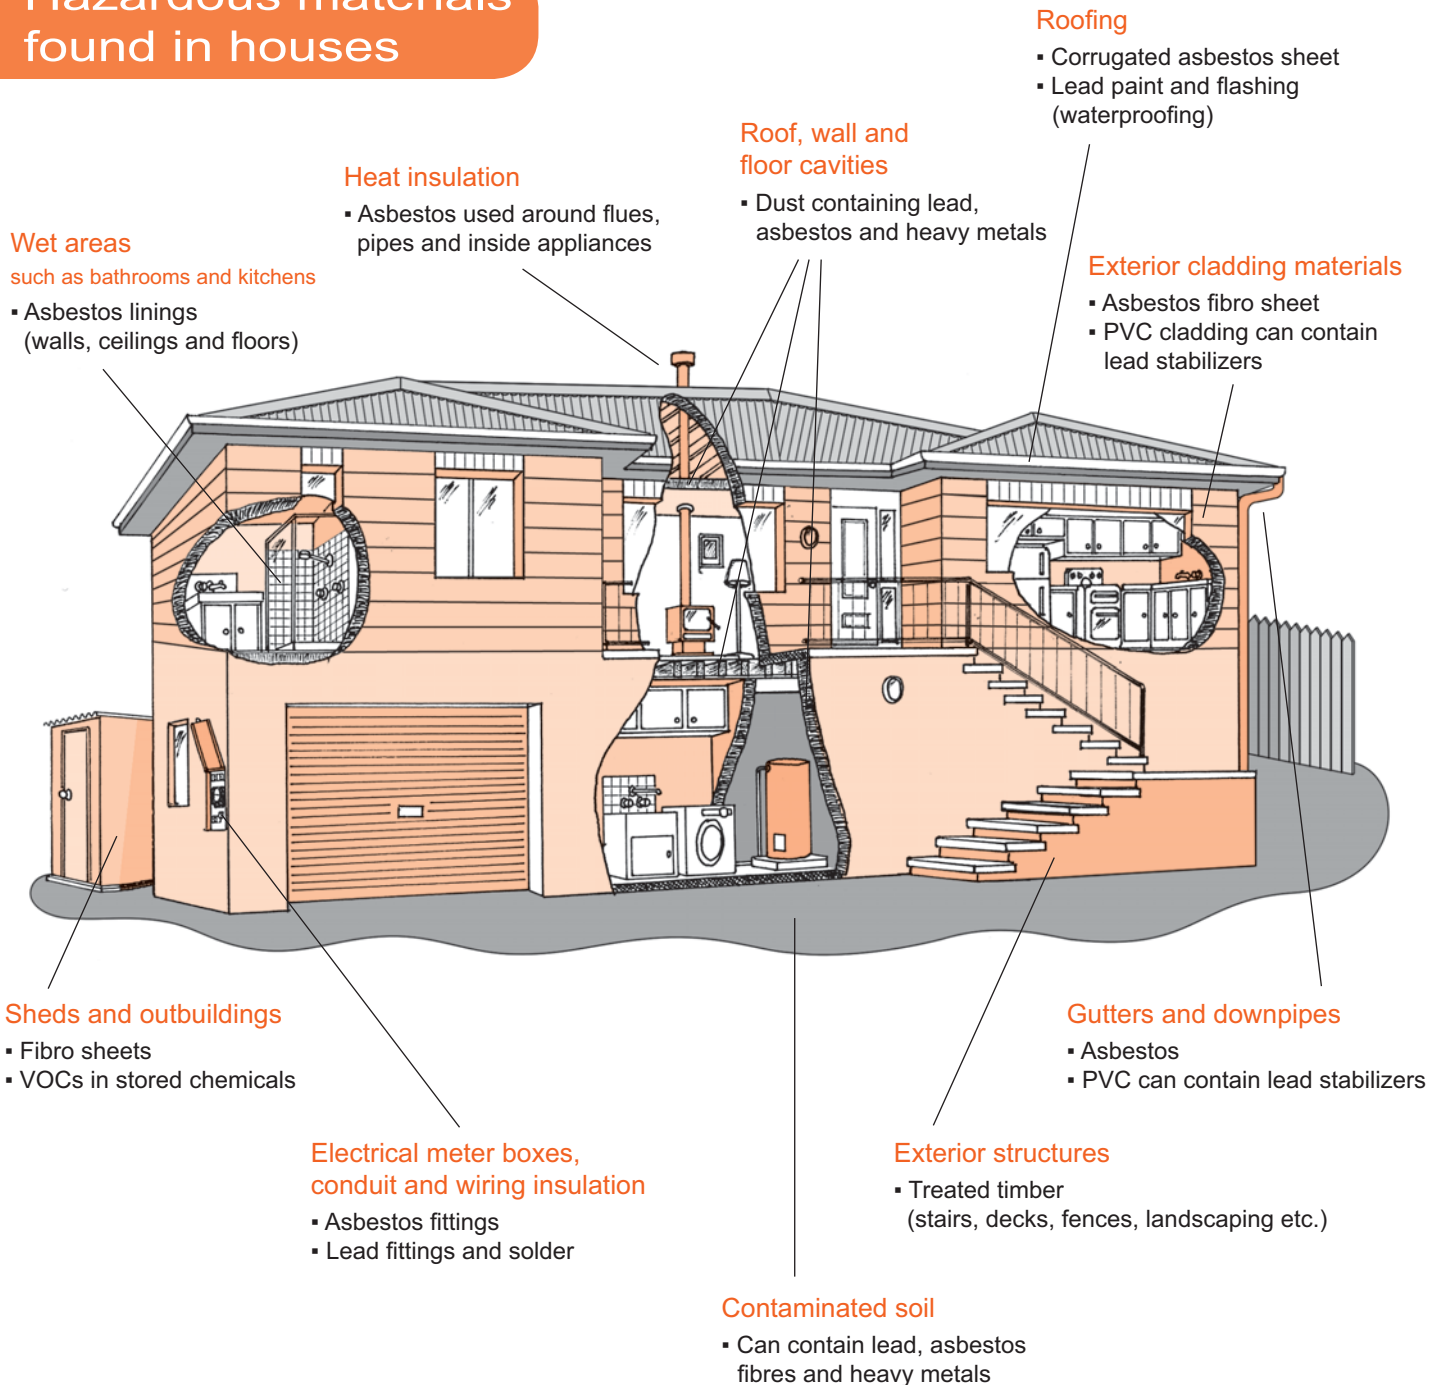 Hazardous materials
found in houses
Roofing
▪ Corrugated asbestos sheet
▪ Lead paint and flashing
(waterproofing)
Roof, wall and
floor cavities
▪ Dust containing lead,
asbestos and heavy metals
Heat insulation
▪ Asbestos used around flues,
pipes and inside appliances
Wet areas
such as bathrooms and kitchens
▪ Asbestos linings
(walls, ceilings and floors)
Exterior cladding materials
▪ Asbestos fibro sheet
▪ PVC cladding can contain
lead stabilizers
Sheds and outbuildings
▪ Fibro sheets
▪ VOCs in stored chemicals
Gutters and downpipes
▪ Asbestos
▪ PVC can contain lead stabilizers
Electrical meter boxes,
conduit and wiring insulation
▪ Asbestos fittings
▪ Lead fittings and solder
Exterior structures
▪ Treated timber
(stairs, decks, fences, landscaping etc.)
Contaminated soil
▪ Can contain lead, asbestos
fibres and heavy metals